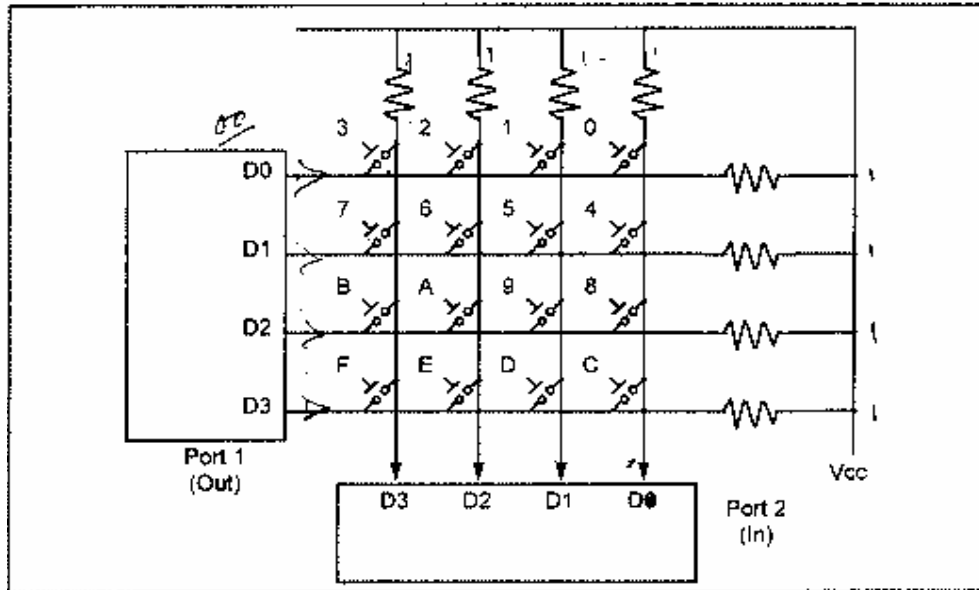 3 2 1 0
D0
7 6 5 4
D1
B A 9 8
D2
F E D C
D3
Port 1
(Out)
Vcc
D3 D2 D1 D0
Port 2
(In)